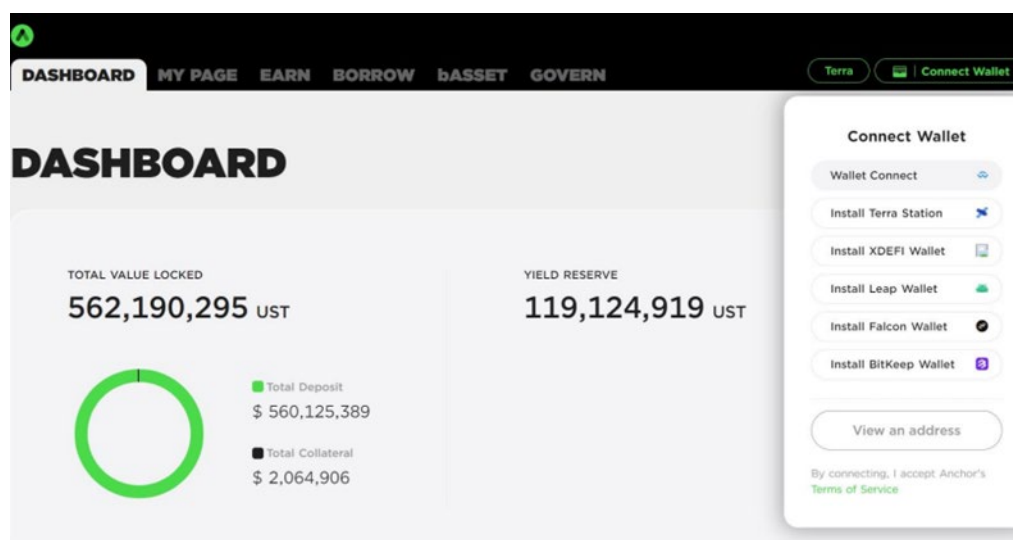 DASHBOARD MY PAGE EARN BORROW bASSET GOVERN
Terra Connect Wallet
DASHBOARD
TOTAL VALUE LOCKED
562,190,295 UST
Total Deposit
$ 560,125,389
Total Collateral
$ 2,064,906
YIELD RESERVE
119,124,919 UST
Connect Wallet
Wallet Connect
Install Terra Station
Install XDEFI Wallet
Install Leap Wallet
Install Falcon Wallet
Install BitKeep Wallet
View an address
By connecting, I accept Anchor's
Terms of Service